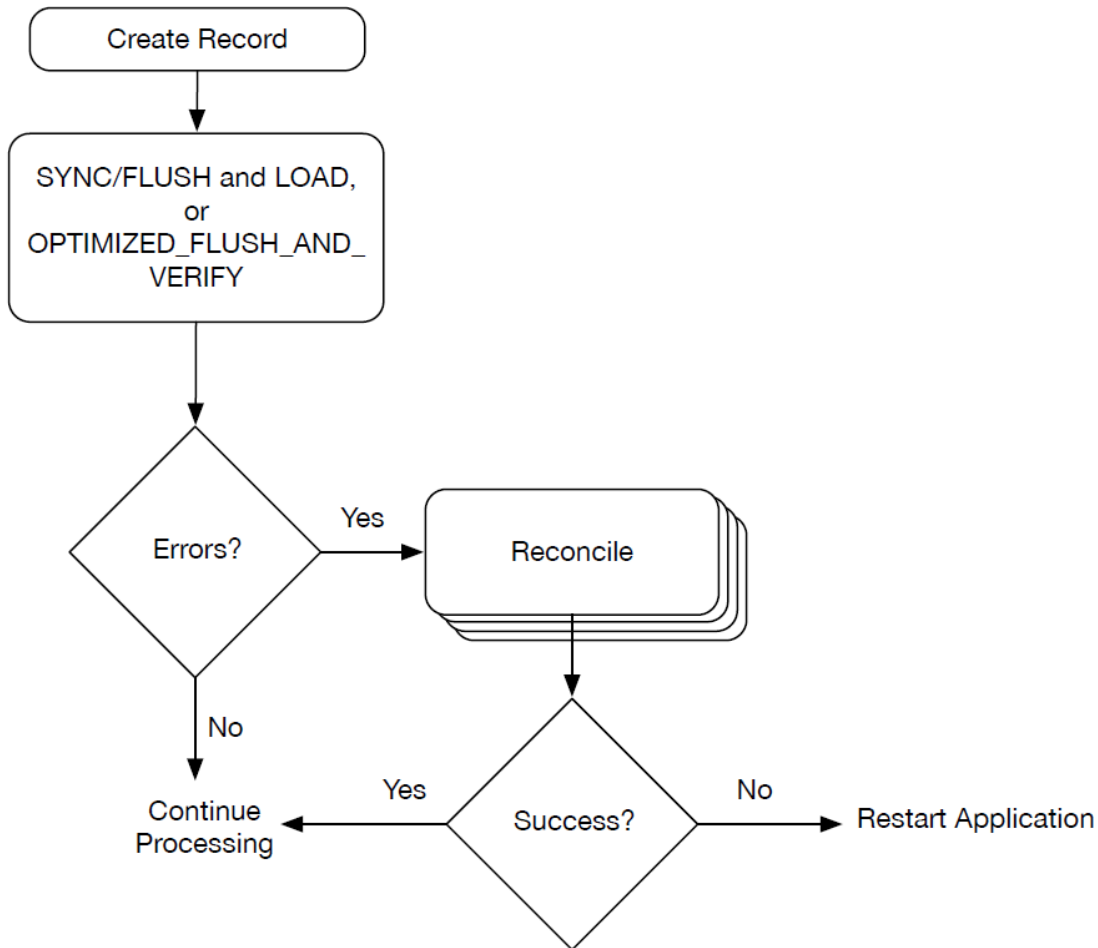 Create Record
SYNC/FLUSH and LOAD,
or
OPTIMIZED_FLUSH_AND_
VERIFY
Errors?
Yes
Reconcile
No
Continue
Processing
Yes
Success?
No
Restart Application